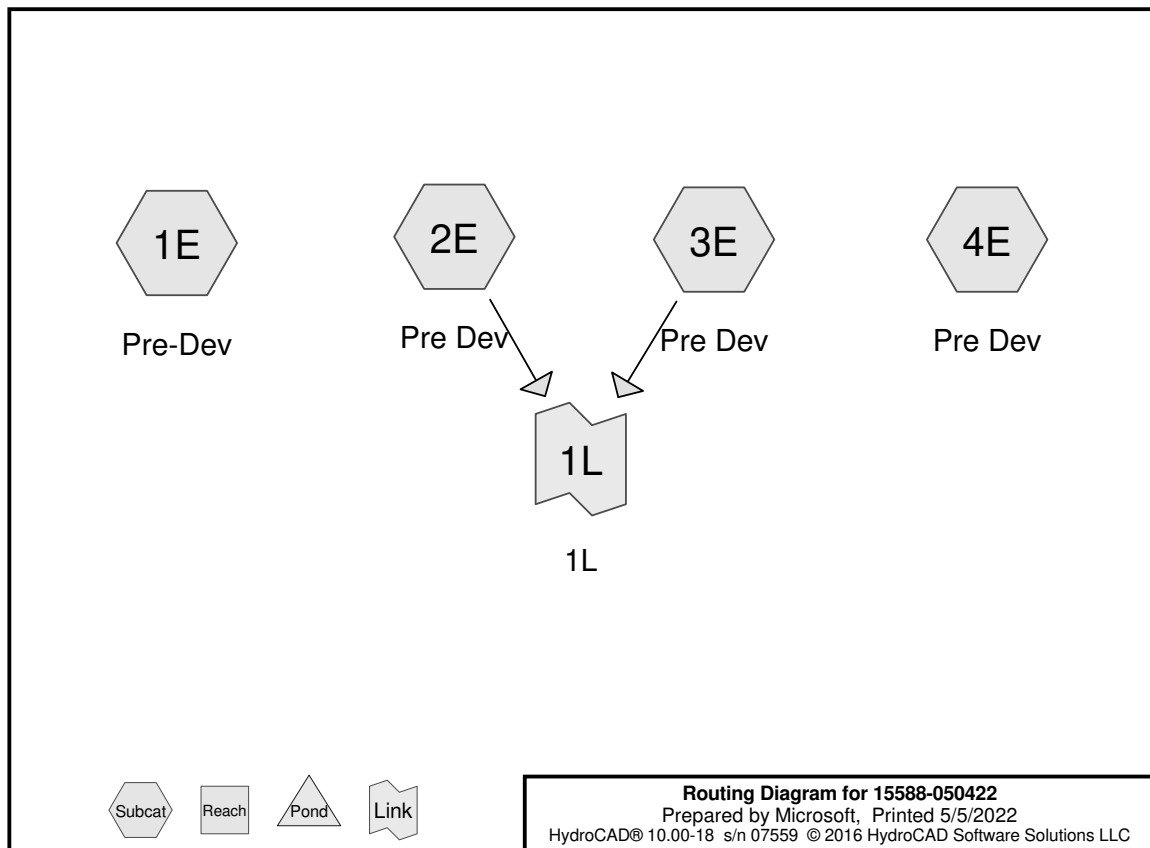 1E
2E
3E
4E
Pre-Dev
Pre Dev
Pre Dev
Pre Dev
1L
1L
Subcat
Reach
Pond
Link
Routing Diagram for 15588-050422
Prepared by Microsoft, Printed 5/5/2022
HydroCAD® 10.00-18 s/n 07559 © 2016 HydroCAD Software Solutions LLC